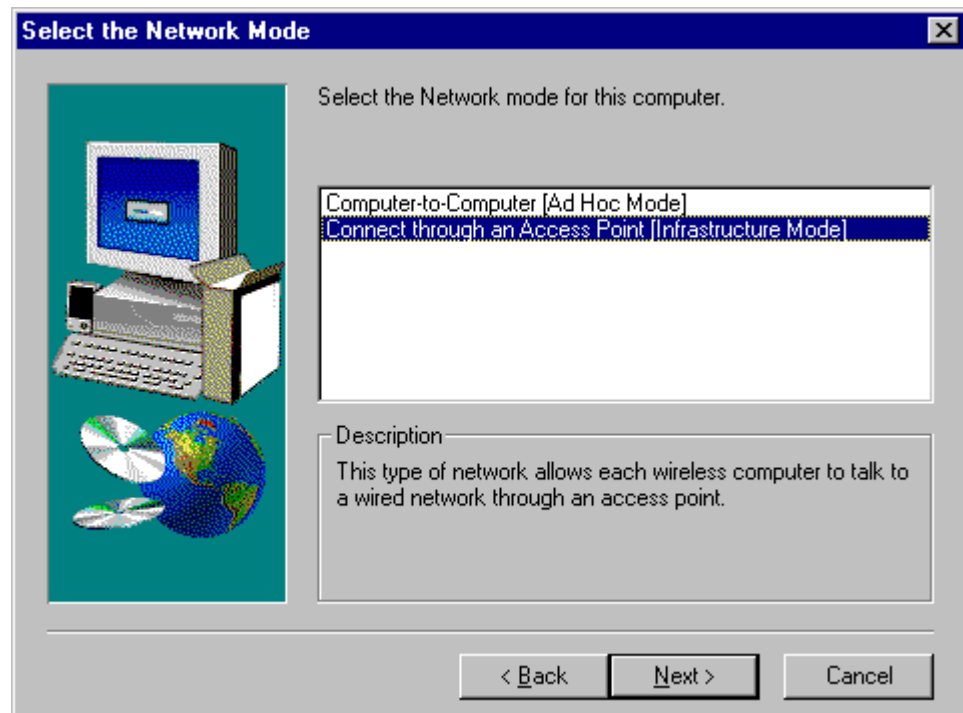 Select the Network Mode
Select the Network mode for this computer.
Computer-to-Computer [Ad Hoc Mode]
Connect through an Access Point [Infrastructure Mode]
Description
This type of network allows each wireless computer to talk to
a wired network through an access point.
< Back
Next >
Cancel